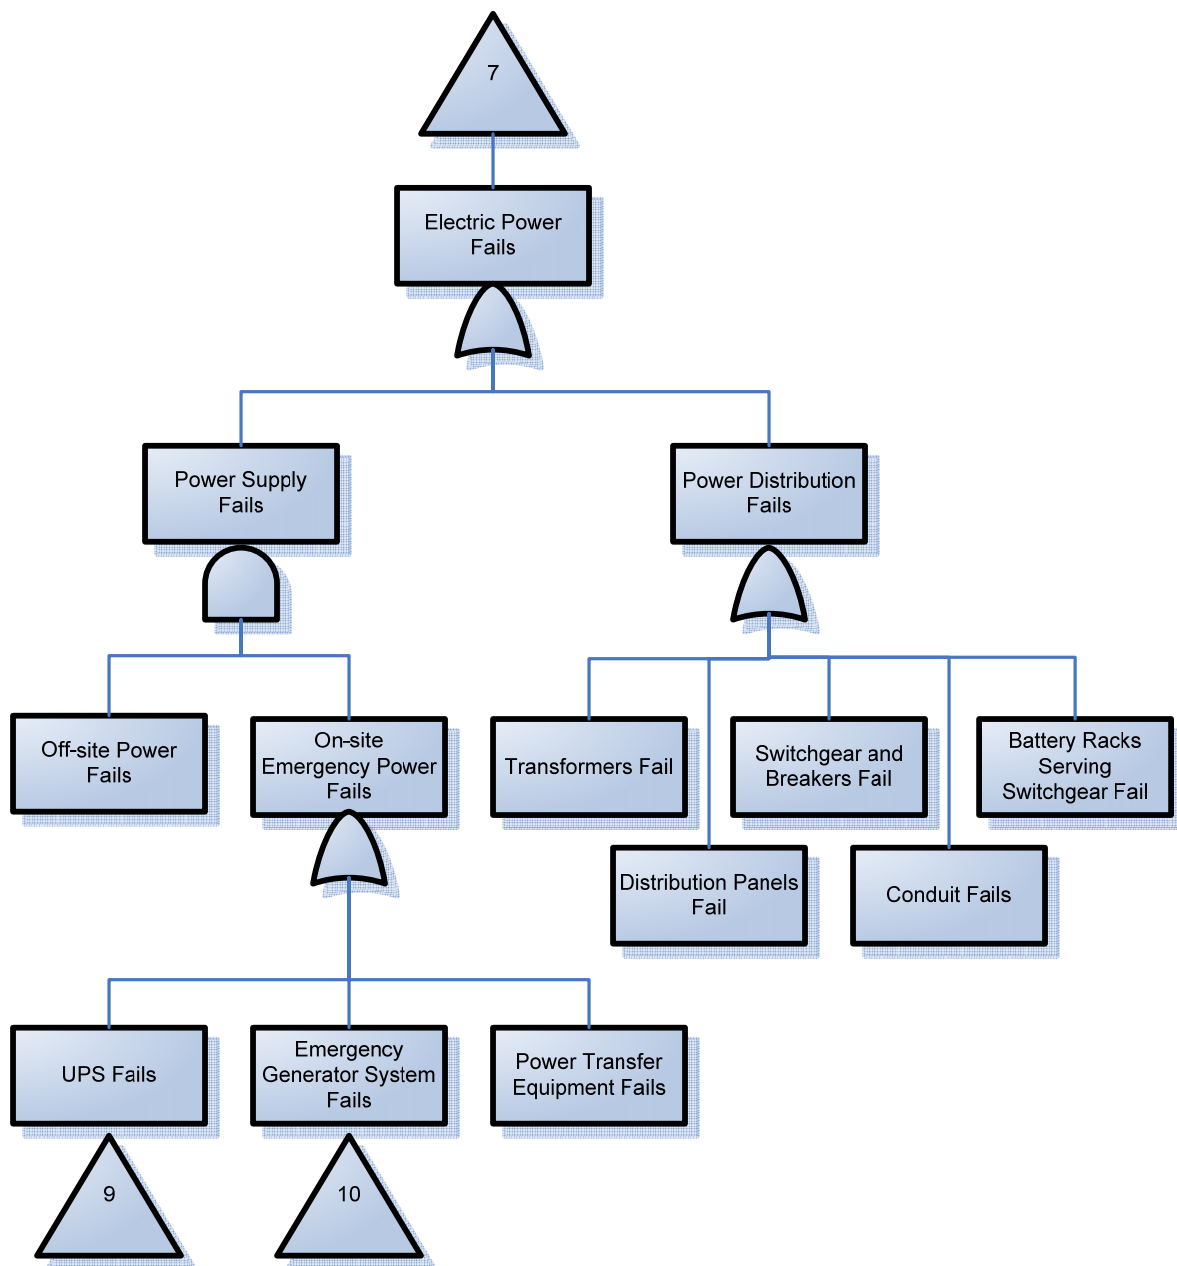 7
Electric Power
Fails
Power Supply
Fails
Power Distribution
Fails
Off-site Power
Fails
On-site
Emergency Power
Fails
Transformers Fail
Switchgear and
Breakers Fail
Battery Racks
Serving
Switchgear Fail
Distribution Panels
Fail
Conduit Fails
UPS Fails
Emergency
Generator System
Fails
Power Transfer
Equipment Fails
9
10